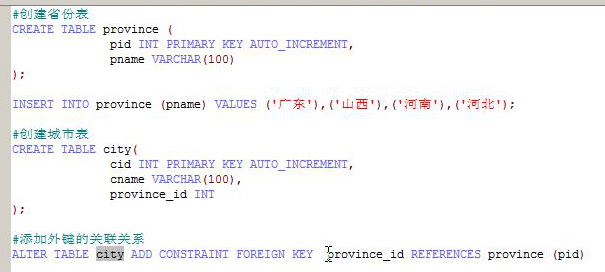 #创建省份表
CREATE TABLE province (
pid INT PRIMARY KEY AUTO_INCREMENT,
pname VARCHAR(100)
);
INSERT INTO province (pname) VALUES ('广东'),('山西'),('河南'),('河北');
#创建城市表
CREATE TABLE city(
cid INT PRIMARY KEY AUTO_INCREMENT,
cname VARCHAR(100),
province_id INT
);
#添加外键的关联关系
ALTER TABLE city ADD CONSTRAINT FOREIGN KEY province_id REFERENCES province (pid)